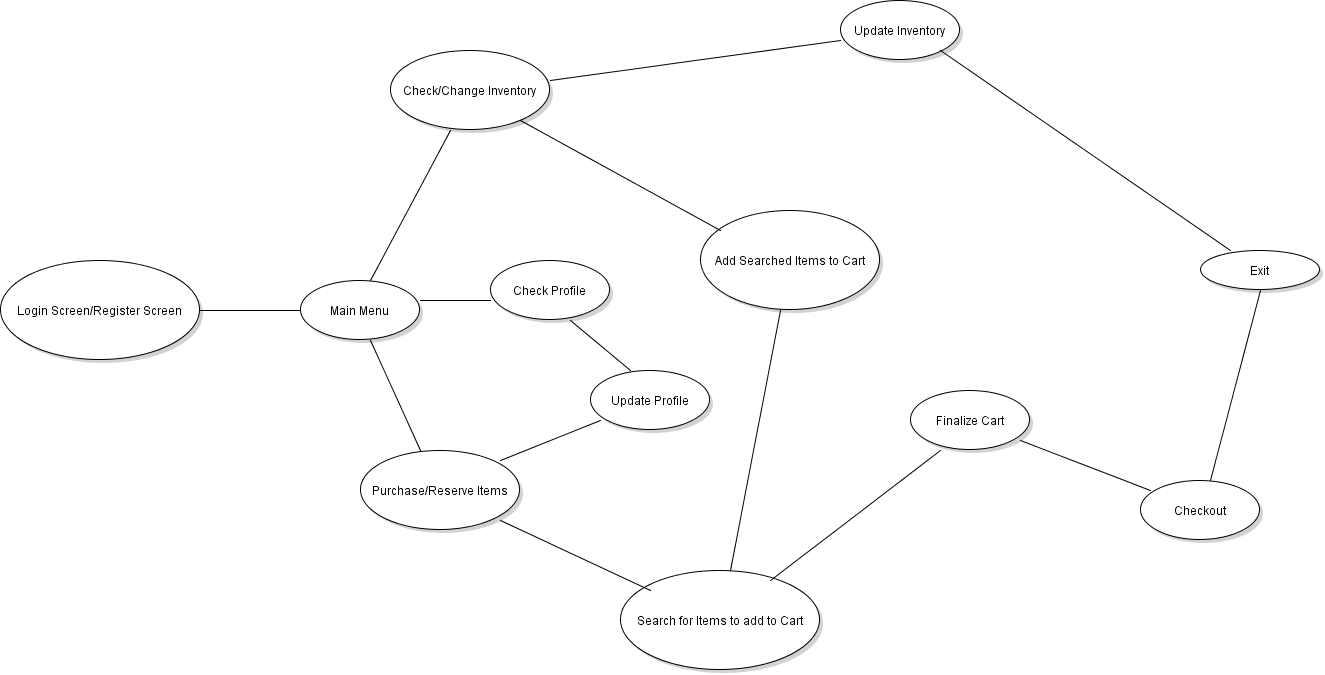 Update Inventory
Check/Change Inventory
Add Searched Items to Cart
Exit
Check Profile
Login Screen/Register Screen
Main Menu
Update Profile
Finalize Cart
Purchase/Reserve Items
Checkout
Search for Items to add to Cart